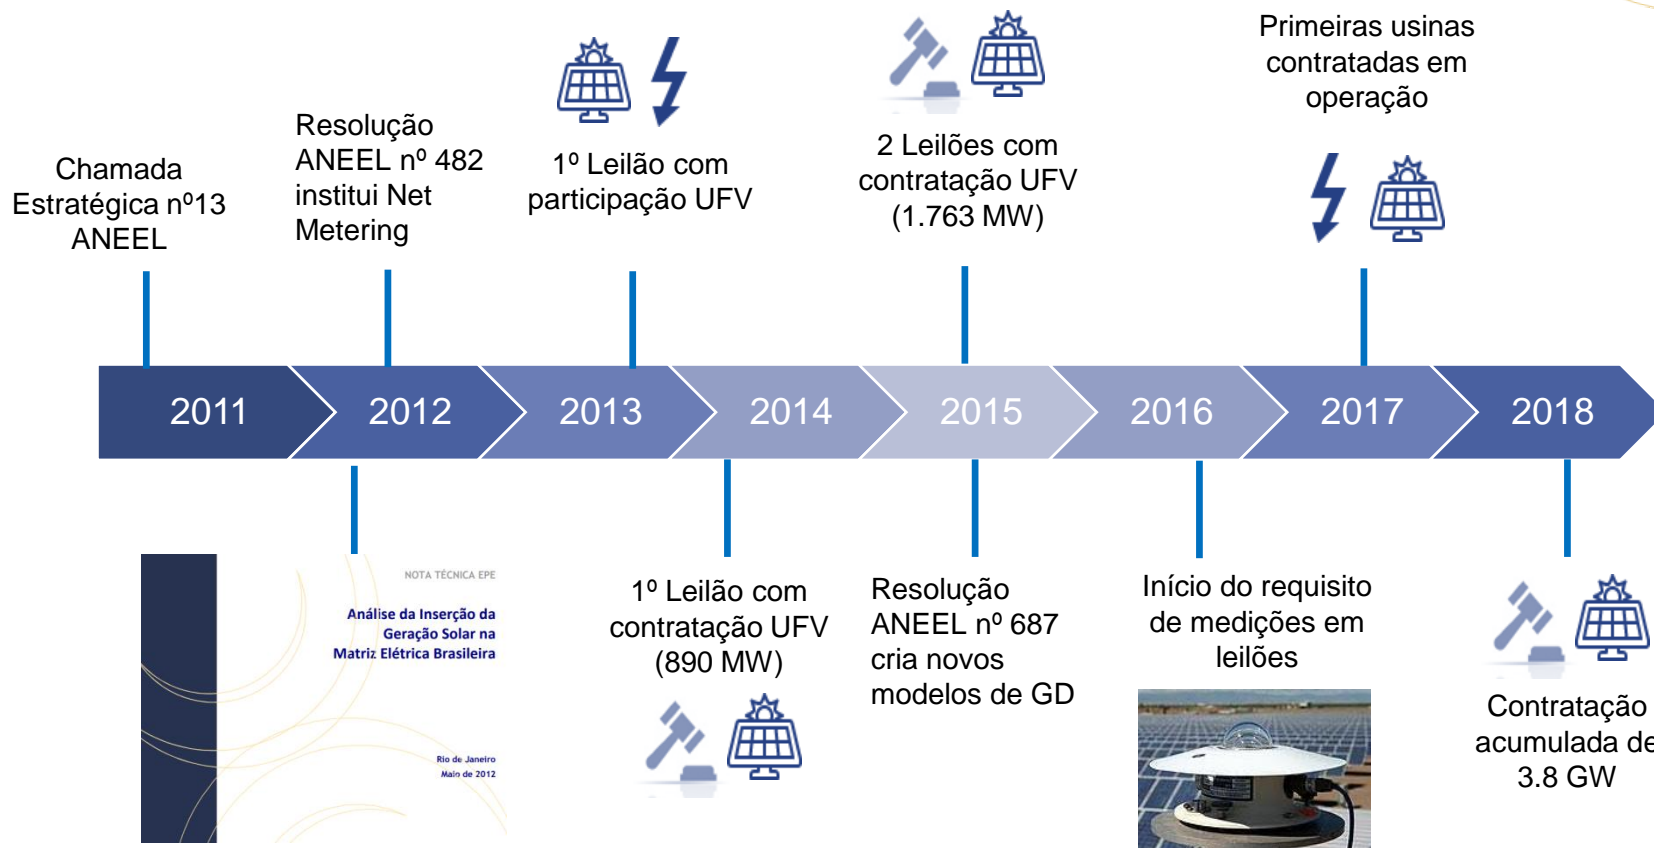 Chamada
Estratégica nº13
ANEEL
Resolução
ANEEL nº 482
institui Net
Metering
1º Leilão com
participação UFV
2 Leilões com
contratação UFV
(1.763 MW)
Primeiras usinas
contratadas em
operação
2011
2012
2013
2014
2015
2016
2017
2018
NOTA TÉCNICA EPE
Análise da Inserção da
Geração Solar na
Matriz Elétrica Brasileira
Rio de Janeiro
Maio de 2012
1º Leilão com
contratação UFV
(890 MW)
Resolução
ANEEL nº 687
cria novos
modelos de GD
Início do requisito
de medições em
leilões
Contratação
acumulada de
3.8 GW